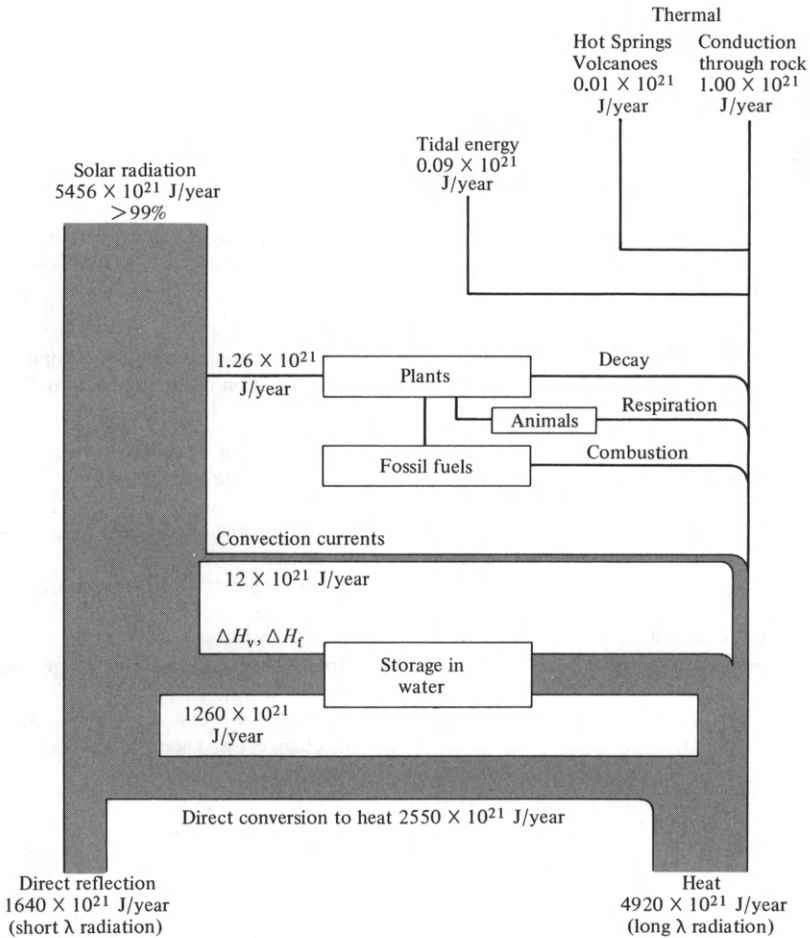 Thermal
Hot Springs
Volcanoes
0.01 × 10²¹
J/year
Conduction
through rock
1.00 × 10²¹
J/year
Tidal energy
0.09 × 10²¹
J/year
Solar radiation
5456 × 10²¹ J/year
>99%
1.26 × 10²¹
J/year
Plants
Decay
Animals
Respiration
Fossil fuels
Combustion
Convection currents
12 × 10²¹ J/year
ΔHᵥ, ΔH_f
Storage in
water
1260 × 10²¹
J/year
Direct conversion to heat 2550 × 10²¹ J/year
Direct reflection
1640 × 10²¹ J/year
(short λ radiation)
Heat
4920 × 10²¹ J/year
(long λ radiation)